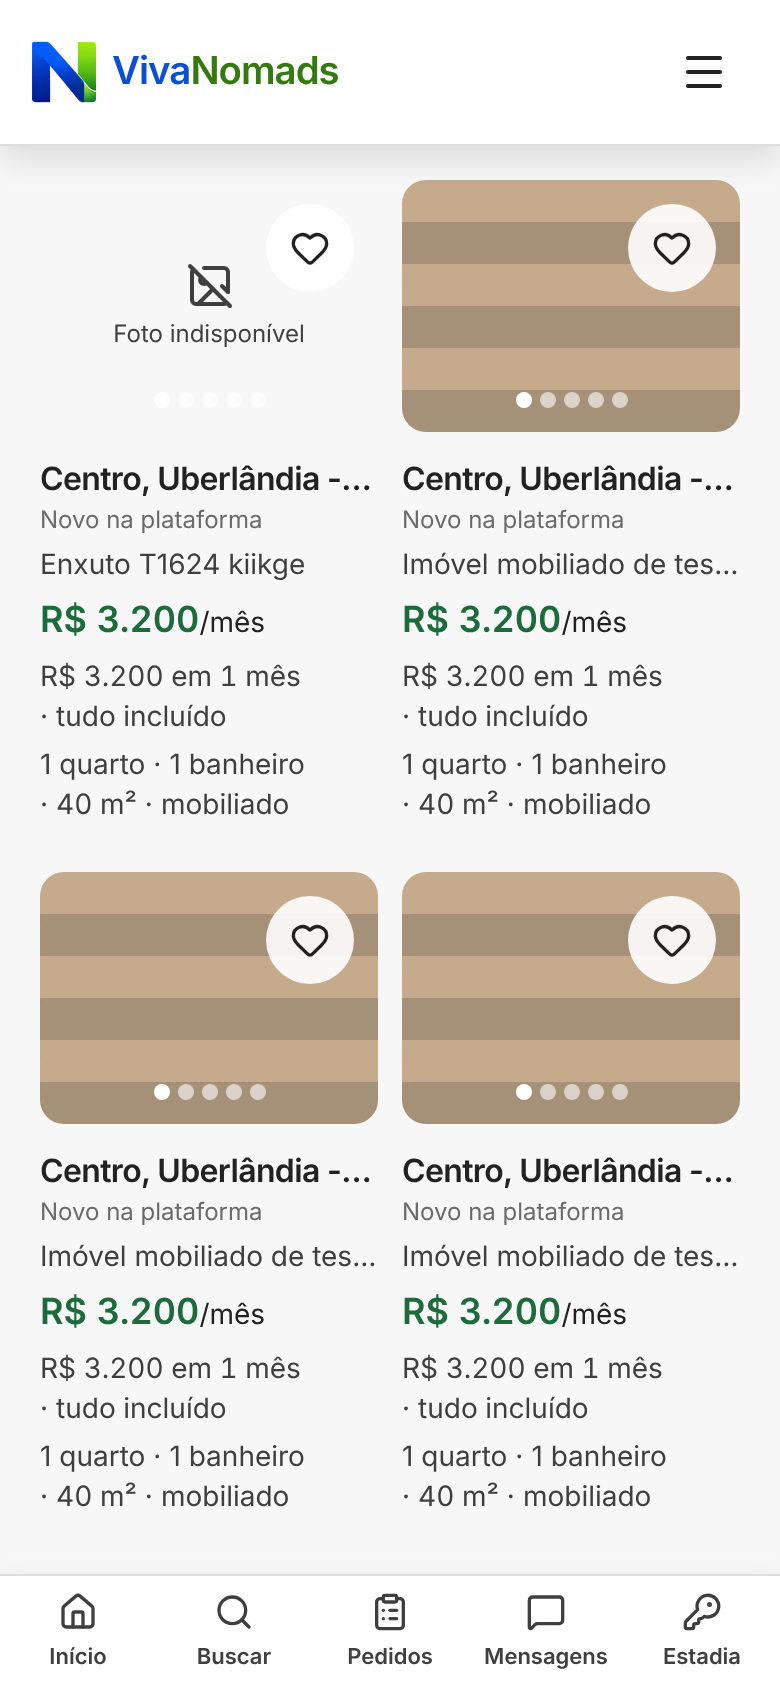 VivaNomads
Foto indisponível
Centro, Uberlândia -...
Novo na plataforma
Enxuto T1624 kiikge
R$ 3.200/mês
R$ 3.200 em 1 mês
· tudo incluído
1 quarto · 1 banheiro
· 40 m² · mobiliado
Centro, Uberlândia -...
Novo na plataforma
Imóvel mobiliado de tes...
R$ 3.200/mês
R$ 3.200 em 1 mês
· tudo incluído
1 quarto · 1 banheiro
· 40 m² · mobiliado
Centro, Uberlândia -...
Novo na plataforma
Imóvel mobiliado de tes...
R$ 3.200/mês
R$ 3.200 em 1 mês
· tudo incluído
1 quarto · 1 banheiro
· 40 m² · mobiliado
Centro, Uberlândia -...
Novo na plataforma
Imóvel mobiliado de tes...
R$ 3.200/mês
R$ 3.200 em 1 mês
· tudo incluído
1 quarto · 1 banheiro
· 40 m² · mobiliado
Início
Buscar
Pedidos
Mensagens
Estadia